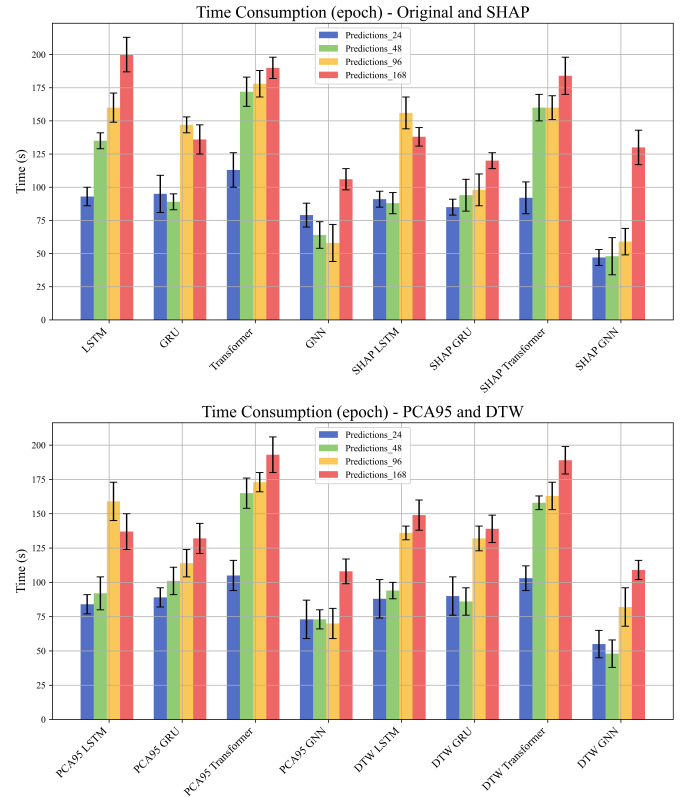 Time Consumption (epoch) - Original and SHAP
Predictions_24
Predictions_48
Predictions_96
Predictions_168
Time (s)
200
175
150
125
100
75
50
25
0
LSTM
GRU
Transformer
GNN
SHAP LSTM
SHAP GRU
SHAP Transformer
SHAP GNN
Time Consumption (epoch) - PCA95 and DTW
Predictions_24
Predictions_48
Predictions_96
Predictions_168
Time (s)
200
175
150
125
100
75
50
25
0
PCA95 LSTM
PCA95 GRU
PCA95 Transformer
PCA95 GNN
DTW LSTM
DTW GRU
DTW Transformer
DTW GNN